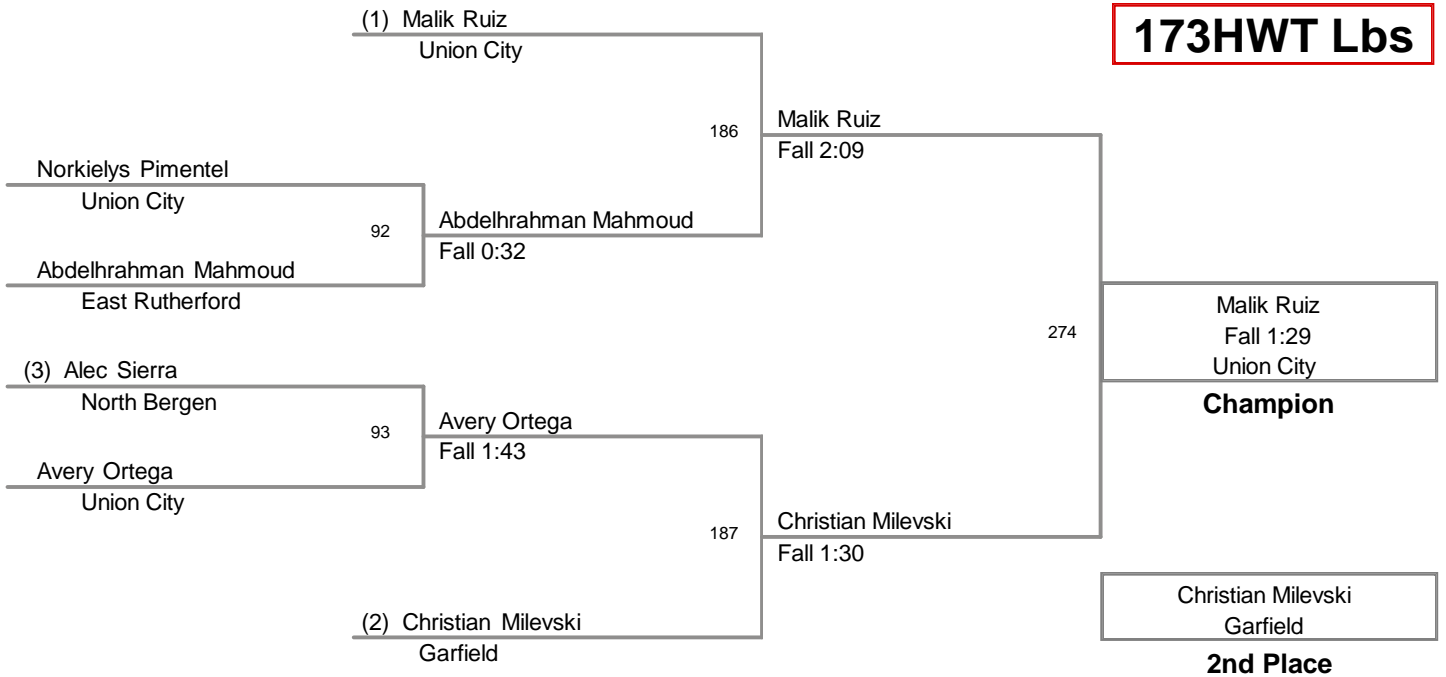 (1) Malik Ruiz
Union City
173HWT Lbs
186
Malik Ruiz
Fall 2:09
Norkielys Pimentel
Union City
92
Abdelhrahman Mahmoud
Fall 0:32
Abdelhrahman Mahmoud
East Rutherford
274
Malik Ruiz
Fall 1:29
Union City
Champion
(3) Alec Sierra
North Bergen
93
Avery Ortega
Fall 1:43
Avery Ortega
Union City
187
Christian Milevski
Fall 1:30
(2) Christian Milevski
Garfield
Christian Milevski
Garfield
2nd Place